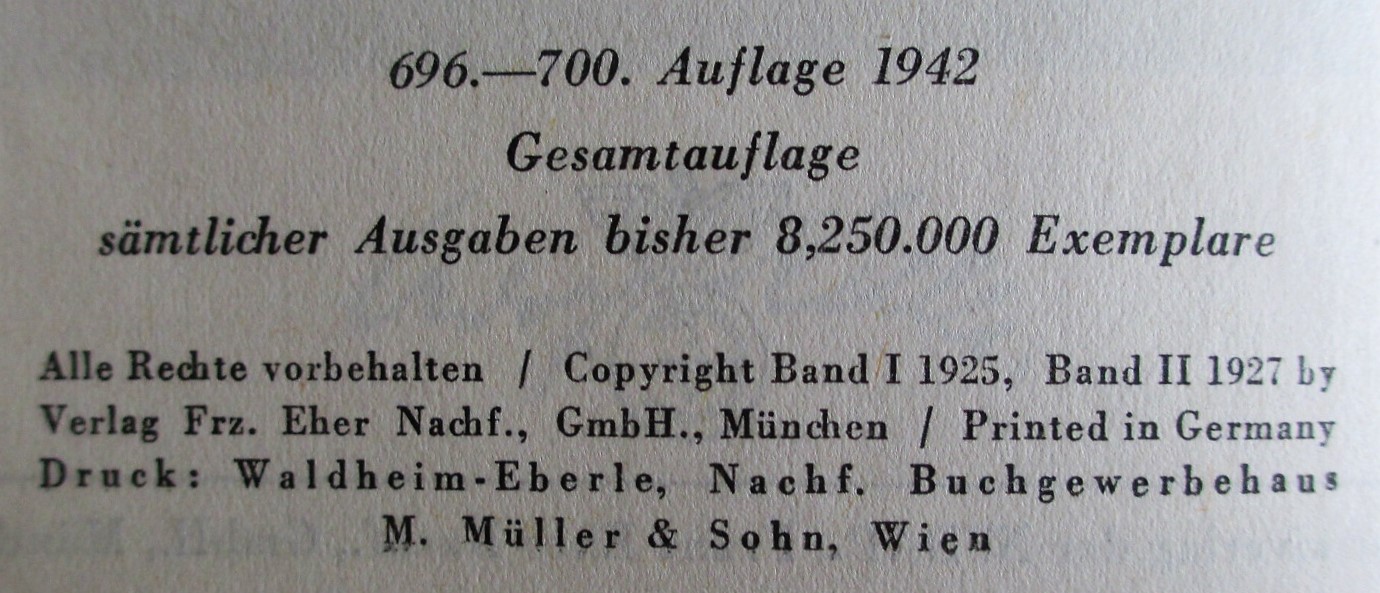 696.—700. Auflage 1942
Gesamtauflage
sämtlicher Ausgaben bisher 8,250.000 Exemplare
Alle Rechte vorbehalten / Copyright Band I 1925, Band II 1927 by
Verlag Frz. Eher Nachf., GmbH., München / Printed in Germany
Druck: Waldheim-Eberle, Nachf. Buchgewerbehaus
M. Müller & Sohn, Wien